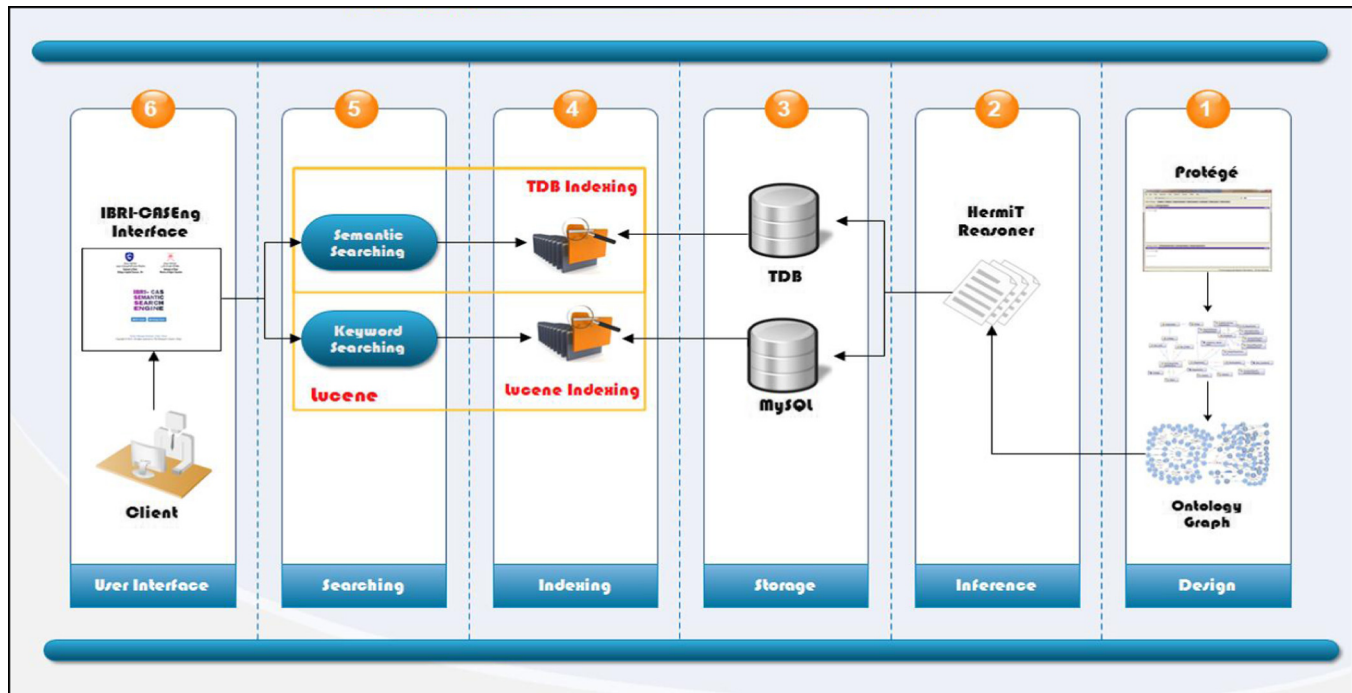 6
5
4
3
2
1
IBRI-CASEng
Interface
IBRI- CAS
SEMANTIC
SEARCH
ENGINE
Client
User Interface
Semantic
Searching
Keyword
Searching
Lucene
Searching
TDB Indexing
Lucene Indexing
Indexing
TDB
MySQL
Storage
HermiT
Reasoner
Inference
Protégé
Ontology
Graph
Design